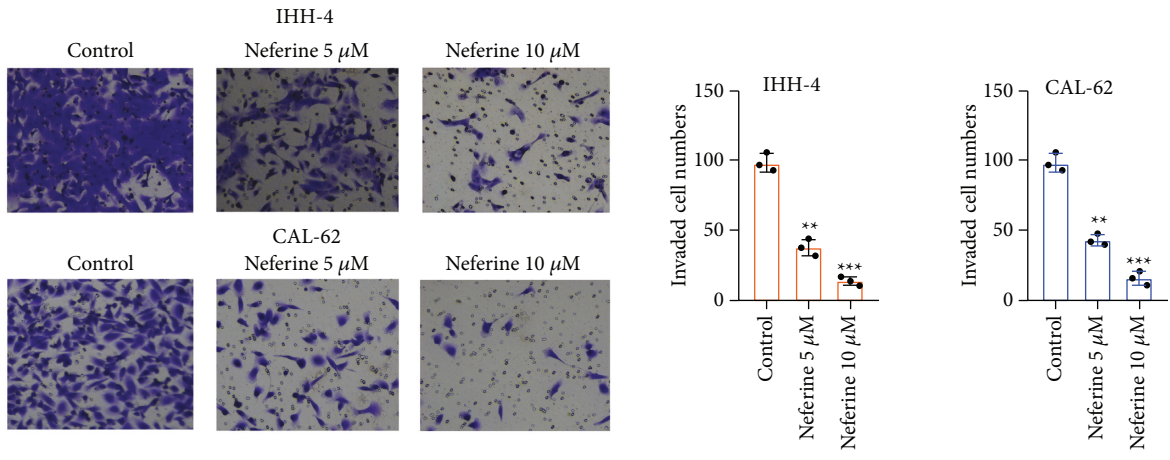 IHH-4
Control
Neferine 5 μM
Neferine 10 μM
CAL-62
Control
Neferine 5 μM
Neferine 10 μM
Invaded cell numbers
150
100
50
0
IHH-4
**
***
Control
Neferine 5 μM
Neferine 10 μM
Invaded cell numbers
150
100
50
0
CAL-62
**
***
Control
Neferine 5 μM
Neferine 10 μM